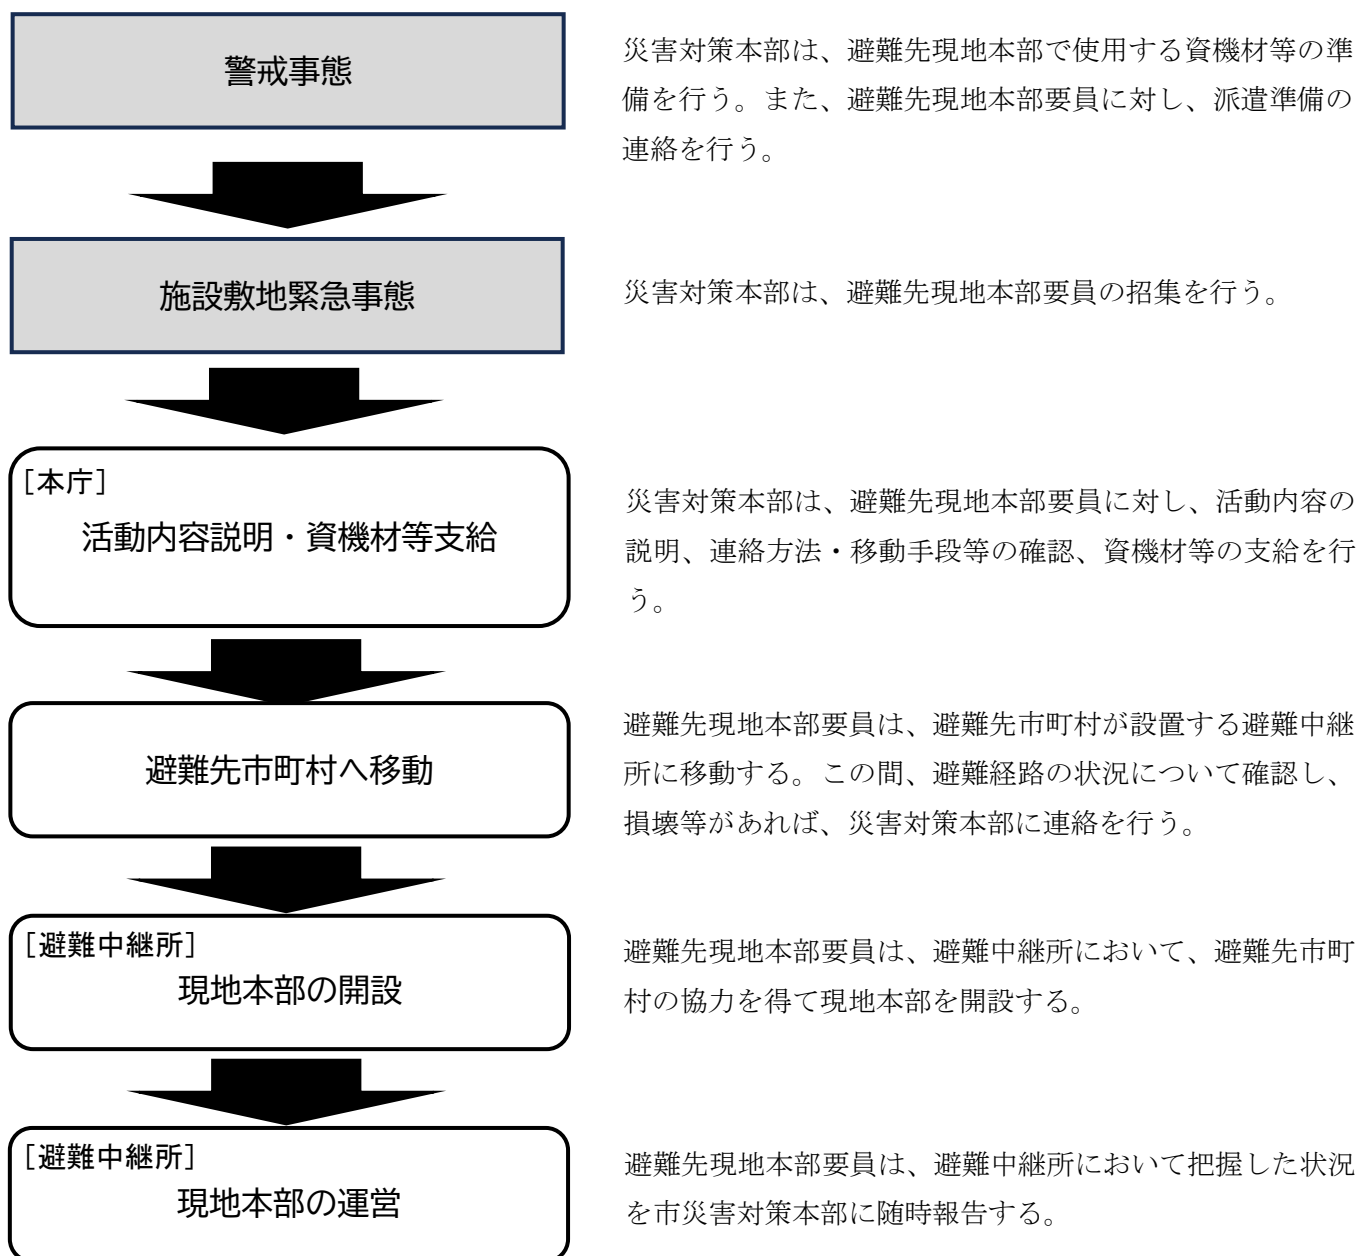 警戒事態
災害対策本部は、避難先現地本部で使用する資機材等の準
備を行う。また、避難先現地本部要員に対し、派遣準備の
連絡を行う。
施設敷地緊急事態
災害対策本部は、避難先現地本部要員の招集を行う。
［本庁］
活動内容説明・資機材等支給
災害対策本部は、避難先現地本部要員に対し、活動内容の
説明、連絡方法・移動手段等の確認、資機材等の支給を行
う。
避難先市町村へ移動
避難先現地本部要員は、避難先市町村が設置する避難中継
所に移動する。この間、避難経路の状況について確認し、
損壊等があれば、災害対策本部に連絡を行う。
［避難中継所］
現地本部の開設
避難先現地本部要員は、避難中継所において、避難先市町
村の協力を得て現地本部を開設する。
［避難中継所］
現地本部の運営
避難先現地本部要員は、避難中継所において把握した状況
を市災害対策本部に随時報告する。